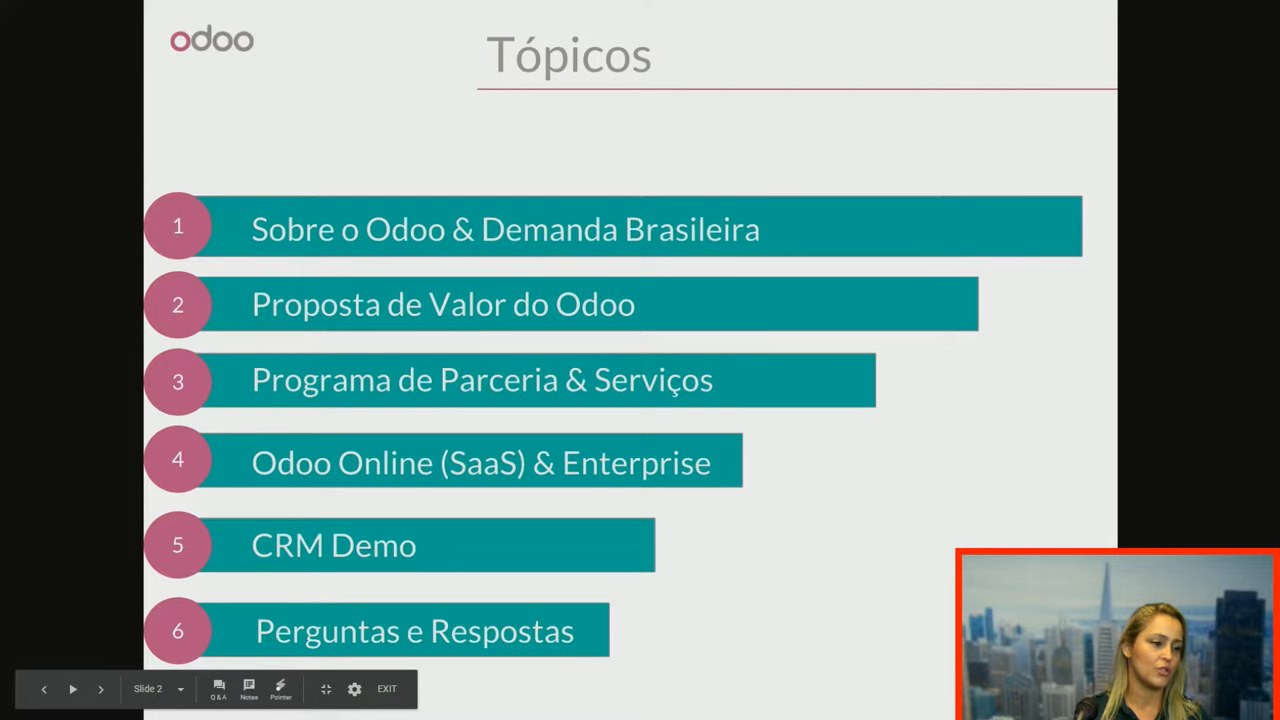 odoo
Tópicos
1 Sobre o Odoo & Demanda Brasileira
2 Proposta de Valor do Odoo
3 Programa de Parceria & Serviços
4 Odoo Online (SaaS) & Enterprise
5 CRM Demo
6 Perguntas e Respostas
Slide 2 Q & A Notes Pointer EXIT